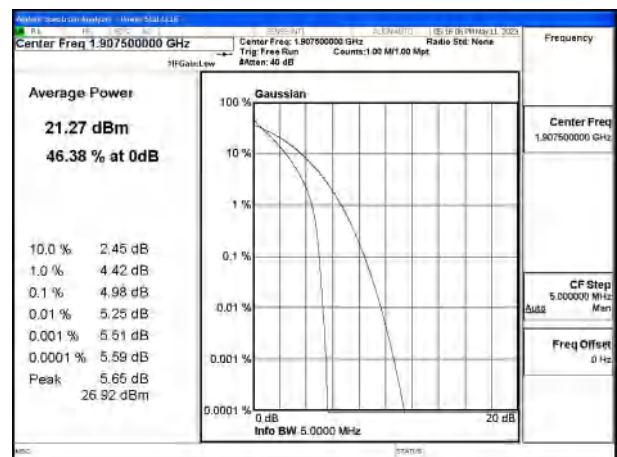 Center Freq 1.907500000 GHz
Center Freq: 1.907500000 GHz
Radio Std: None
Trig: Free Run
Counts:1.00 M/1.00 Mpt
#IFGain:Low
#Atten: 40 dB
Frequency
Average Power
21.27 dBm
46.38 % at 0dB
10.0 % 2.45 dB
1.0 % 4.42 dB
0.1 % 4.98 dB
0.01 % 5.25 dB
0.001 % 5.51 dB
0.0001 % 5.59 dB
Peak 5.65 dB
26.92 dBm
Gaussian
100 %
10 %
1 %
0.1 %
0.01 %
0.001 %
0.0001 %
0 dB
20 dB
Info BW 5.0000 MHz
Center Freq
1.907500000 GHz
CF Step
5.000000 MHz
Auto Man
Freq Offset
0 Hz
MSG
STATUS